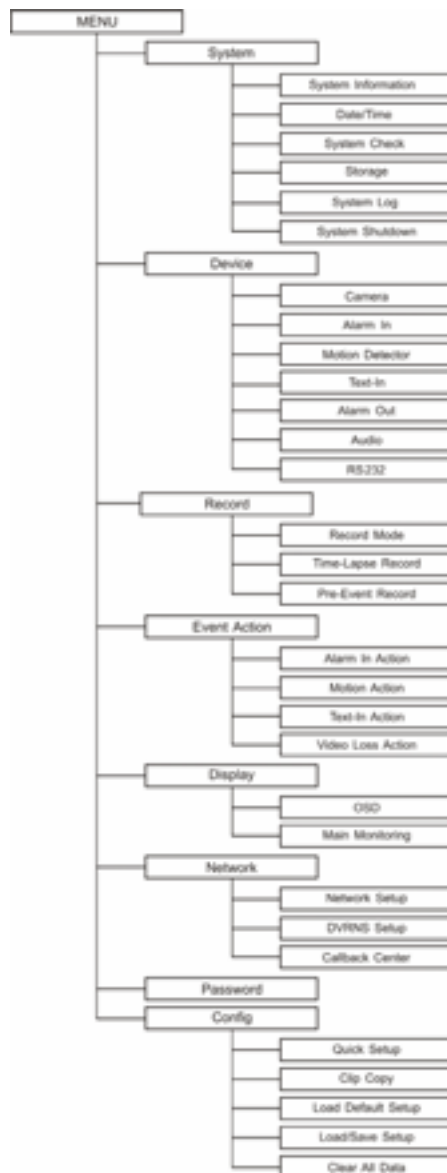 MENU
System
System Information
Date/Time
System Check
Storage
System Log
System Shutdown
Device
Camera
Alarm In
Motion Detector
Text-In
Alarm Out
Audio
RS232
Record
Record Mode
Time-Lapse Record
Pre-Event Record
Event Action
Alarm In Action
Motion Action
Text-In Action
Video Loss Action
Display
OSD
Main Monitoring
Network
Network Setup
DVRNS Setup
Callback Center
Password
Config
Quick Setup
Clip Copy
Load Default Setup
Load/Save Setup
Clear All Data